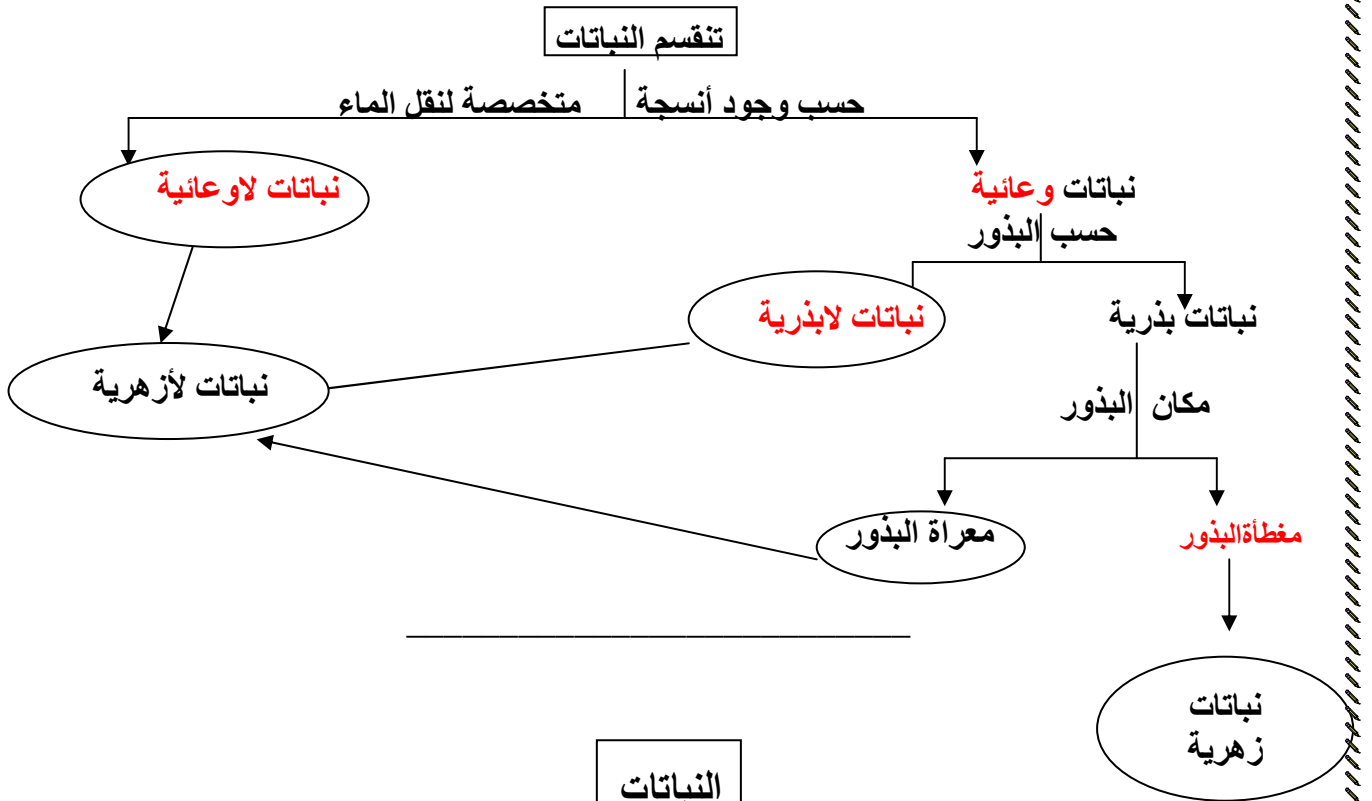 تنقسم النباتات
حسب وجود أنسجة متخصصة لنقل الماء
نباتات وعائية
نباتات لاوعائية
حسب البذور
نباتات بذرية
نباتات لابذرية
نباتات لأزهرية
مكان البذور
مغطأةالبذور
معراة البذور
نباتات
زهرية
النباتات